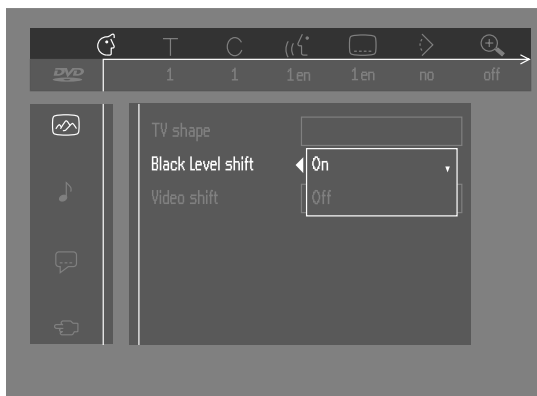 T C
DVD 1 1 1 en 1 en no off
TV shape
Black Level shift On
Video shift Off